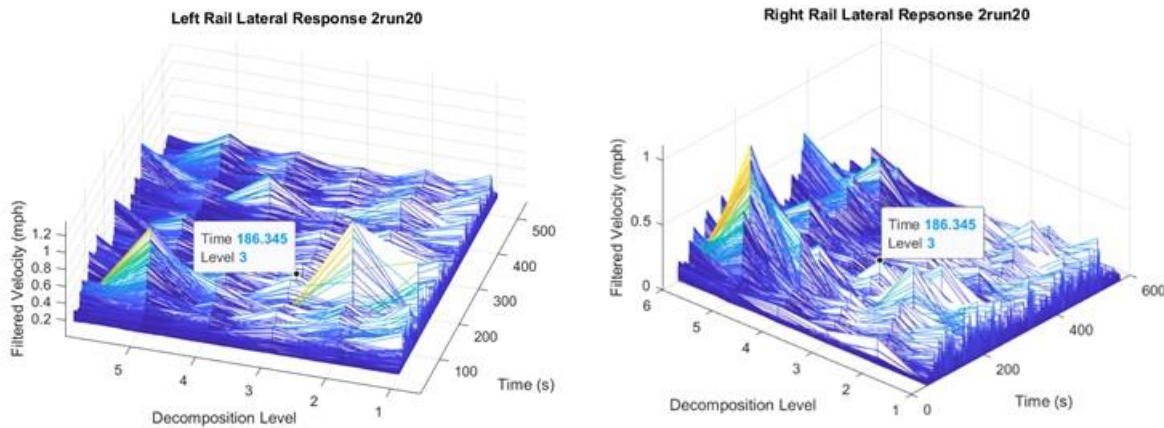 Left Rail Lateral Response 2run20
Filtered Velocity (mph)
1.2
1
0.8
0.6
0.4
0.2
Time 186.345
Level 3
5
4
3
2
1
Decomposition Level
100
200
300
400
500
Time (s)
Right Rail Lateral Repsonse 2run20
Filtiered Velocity (mph)
1
0.5
0
Time 186.345
Level 3
6
5
4
3
2
1
Decomposition Level
0
200
400
600
Time (s)